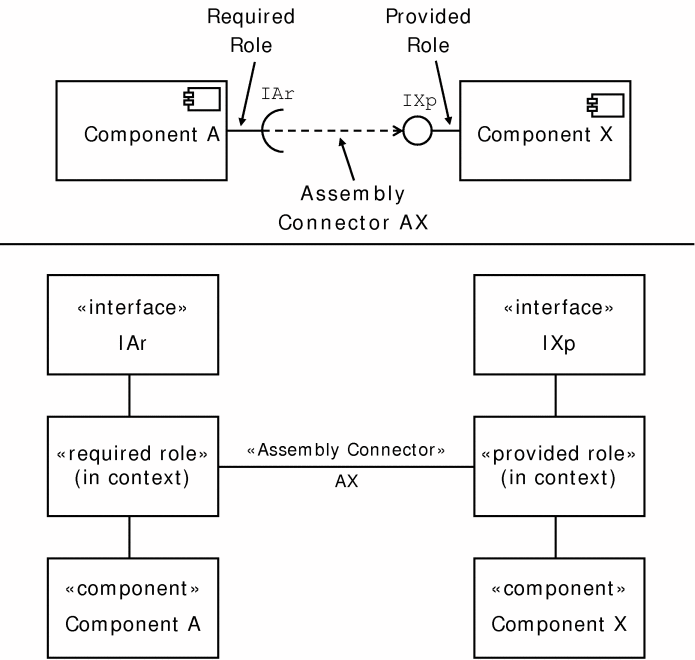 Required
Role
Provided
Role
IAr
IXp
Component A
Component X
Assembly
Connector AX
«interface»
IAr
«interface»
IXp
«required role»
(in context)
«Assembly Connector»
AX
«provided role»
(in context)
«component»
Component A
«component»
Component X